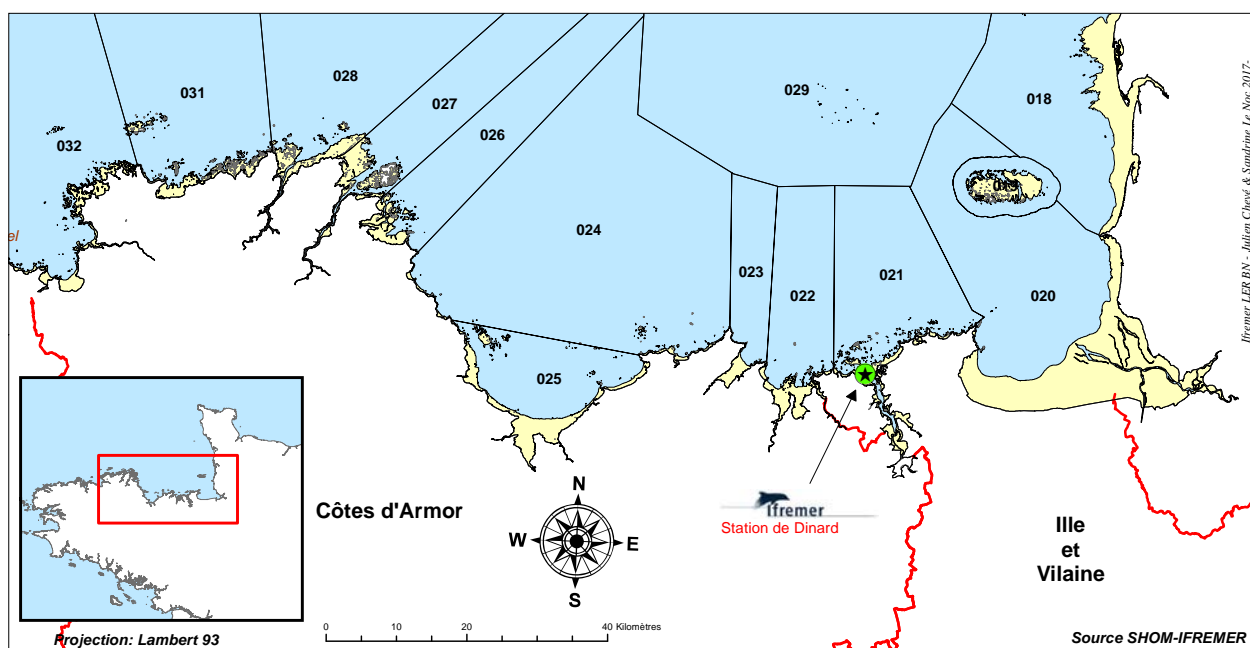 031
028
029
018
032
027
026
019
024
023
022
021
020
025
el
Côtes d'Armor
N
W
E
S
Ifremer
Station de Dinard
Ille
et
Vilaine
0 10 20 40 Kilomètres
Projection: Lambert 93
Source SHOM-IFREMER
Ifremer LER BN - Julien Chevé & Sandrine Le Noc 2017-